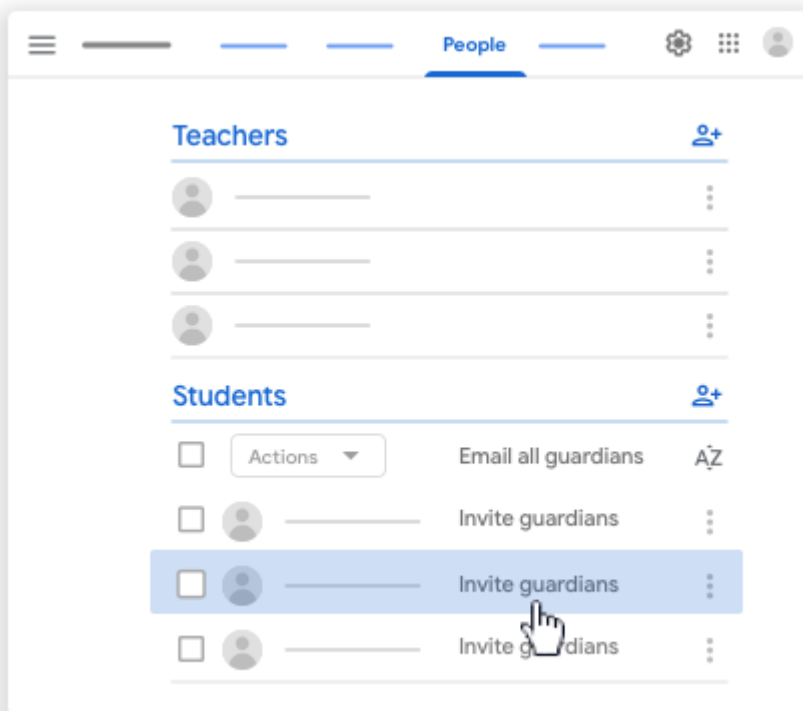 People
Teachers
Students
Actions Email all guardians AZ
Invite guardians
Invite guardians
Invite guardians